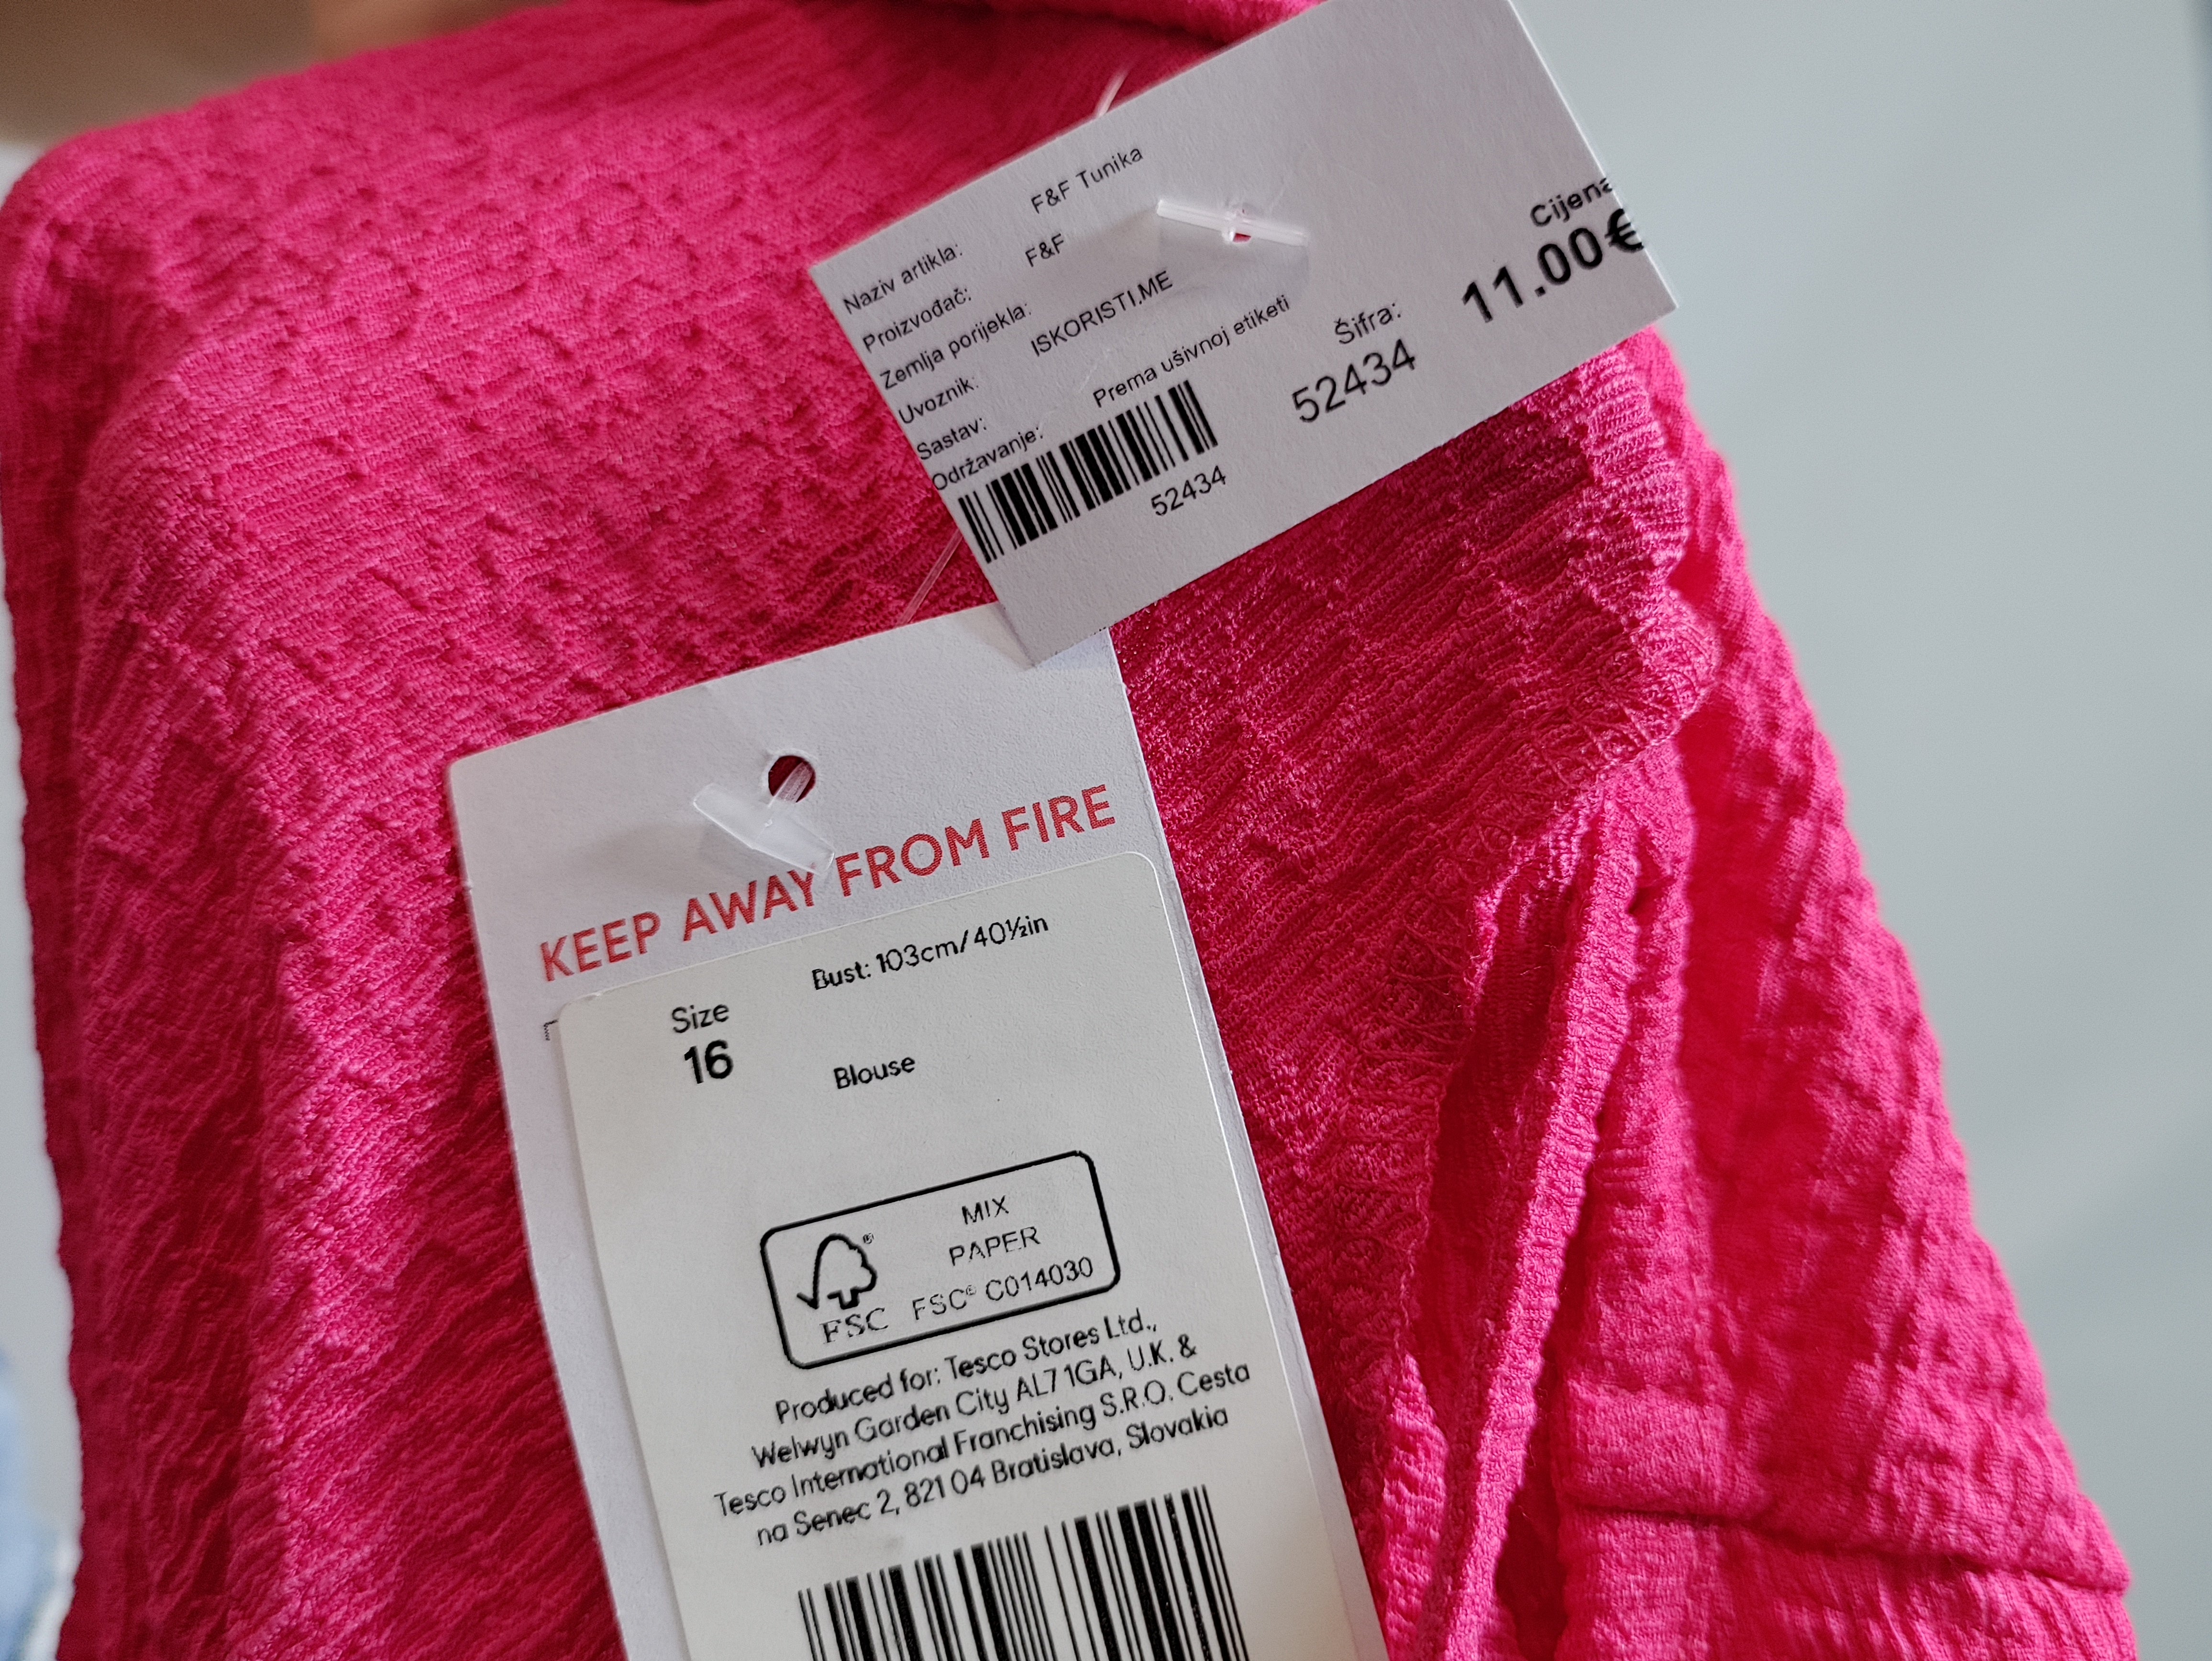 Naziv artikla: F&F Tunika
Proizvođač: F&F
Zemlja porijekla:
Uvoznik: ISKORISTI.ME
Sastav:
Održavanje: Prema ušivnoj etiketi
52434
Šifra:
52434
Cijena
11.00€
KEEP AWAY FROM FIRE
Bust: 103cm/40½in
Size
16
Blouse
MIX
PAPER
FSC® C014030
®
FSC
Produced for: Tesco Stores Ltd.,
Welwyn Garden City AL7 1GA, U.K. &
Tesco International Franchising S.R.O. Cesta
na Senec 2, 821 04 Bratislava, Slovakia